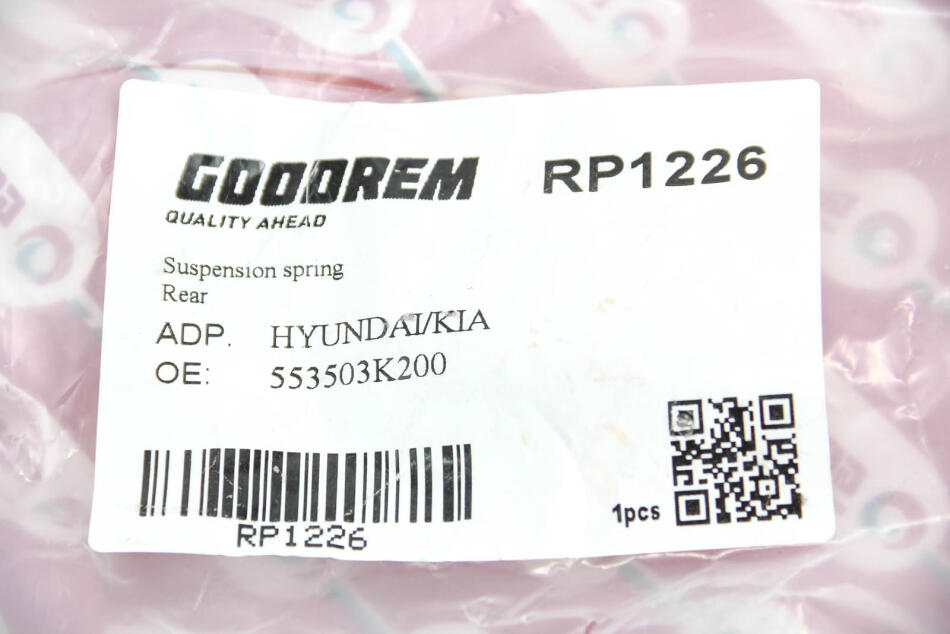 GOODREM
RP1226
QUALITY AHEAD
Suspension spring
Rear
ADP. HYUNDAI/KIA
OE: 553503K200
1pcs
RP1226